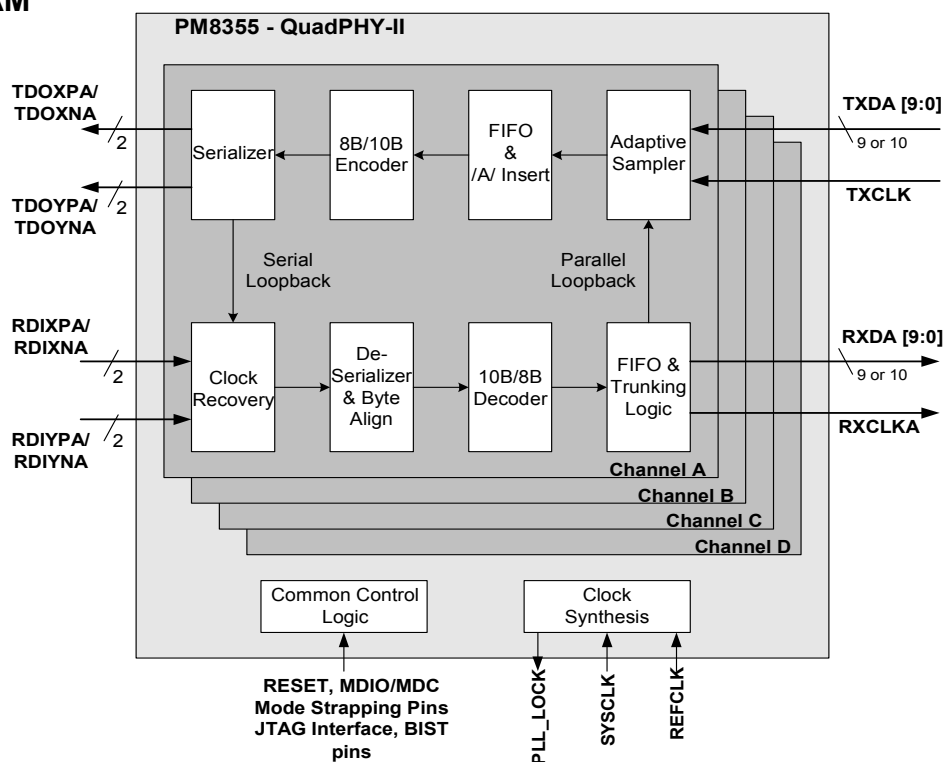 AM
PM8355 - QuadPHY-II
TDOXPA/
TDOXNA
2
TDOYPA/
TDOYNA
2
Serializer
8B/10B
Encoder
FIFO
&
/A/ Insert
Adaptive
Sampler
TXDA [9:0]
9 or 10
TXCLK
Serial
Loopback
Parallel
Loopback
RDIXPA/
RDIXNA
2
RDIYPA/
RDIYNA
2
Clock
Recovery
De-
Serializer
& Byte
Align
10B/8B
Decoder
FIFO &
Trunking
Logic
RXDA [9:0]
9 or 10
RXCLKA
Channel A
Channel B
Channel C
Channel D
Common Control
Logic
Clock
Synthesis
RESET, MDIO/MDC
Mode Strapping Pins
JTAG Interface, BIST
pins
PLL_LOCK
SYSCLK
REFCLK